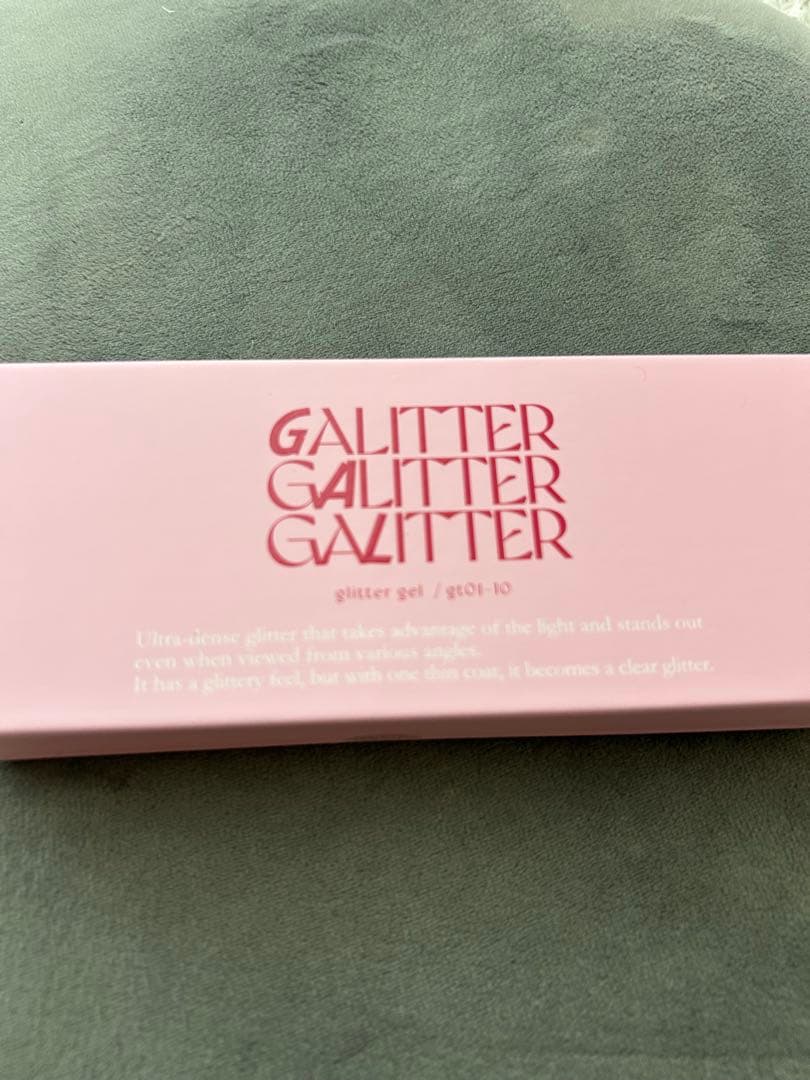 GALITTER
GALITTER
GALITTER
glitter gel / gt01-10
Ultra-dense glitter that takes advantage of the light and stands out
even when viewed from various angles.
It has a glittery feel, but with one thin coat, it becomes a clear glitter.